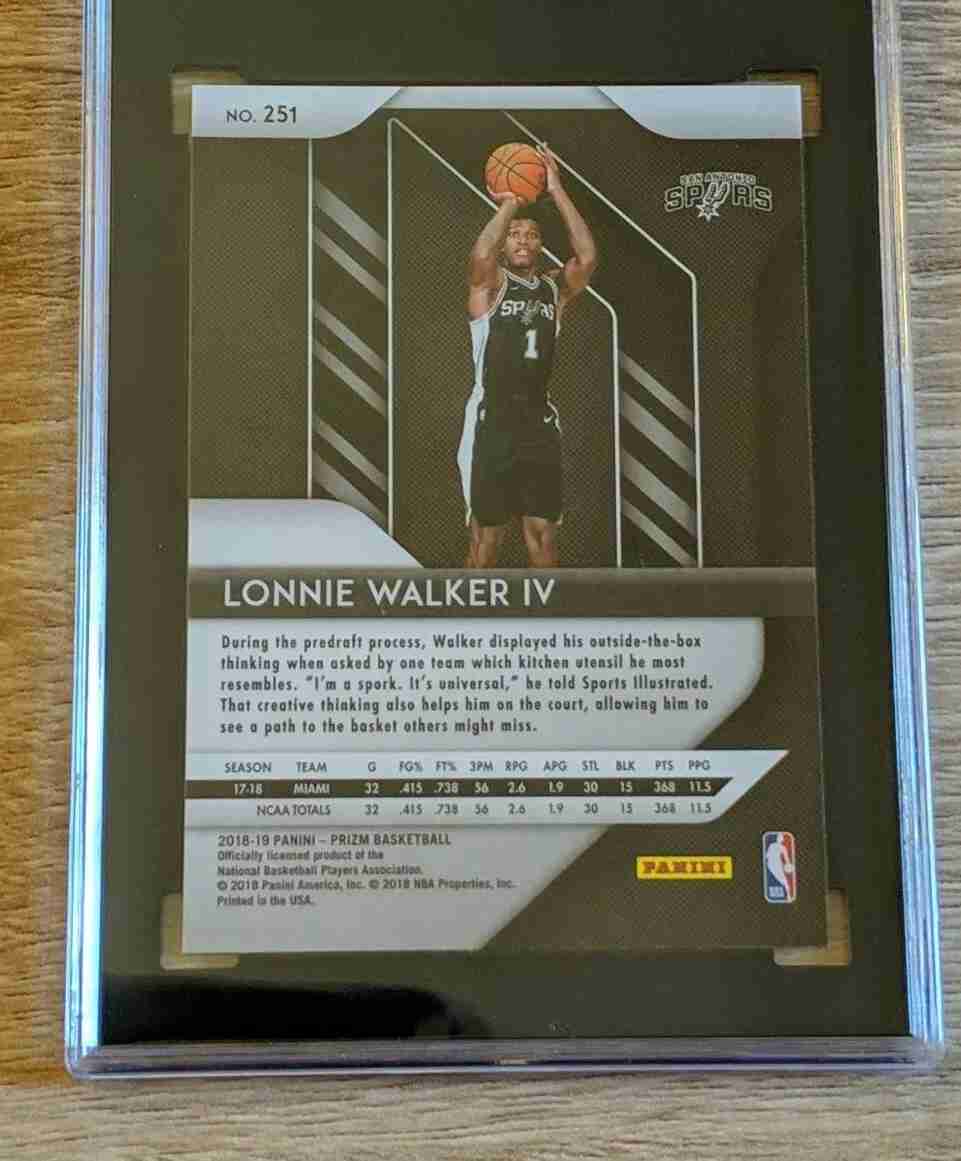 NO. 251
SAN ANTONIO
SPURS
SPURS
1
LONNIE WALKER IV
During the predraft process, Walker displayed his outside-the-box
thinking when asked by one team which kitchen utensil he most
resembles. "I'm a spork. It's universal," he told Sports Illustrated.
That creative thinking also helps him on the court, allowing him to
see a path to the basket others might miss.
SEASON TEAM G FG% FT% 3PM RPG APG STL BLK PTS PPG
17-18 MIAMI 32 .415 .738 56 2.6 1.9 30 15 368 11.5
NCAA TOTALS 32 .415 .738 56 2.6 1.9 30 15 368 11.5
2018-19 PANINI – PRIZM BASKETBALL
Officially licensed product of the
National Basketball Players Association.
© 2018 Panini America, Inc. © 2018 NBA Properties, Inc.
Printed in the USA.
PANINI
NBA